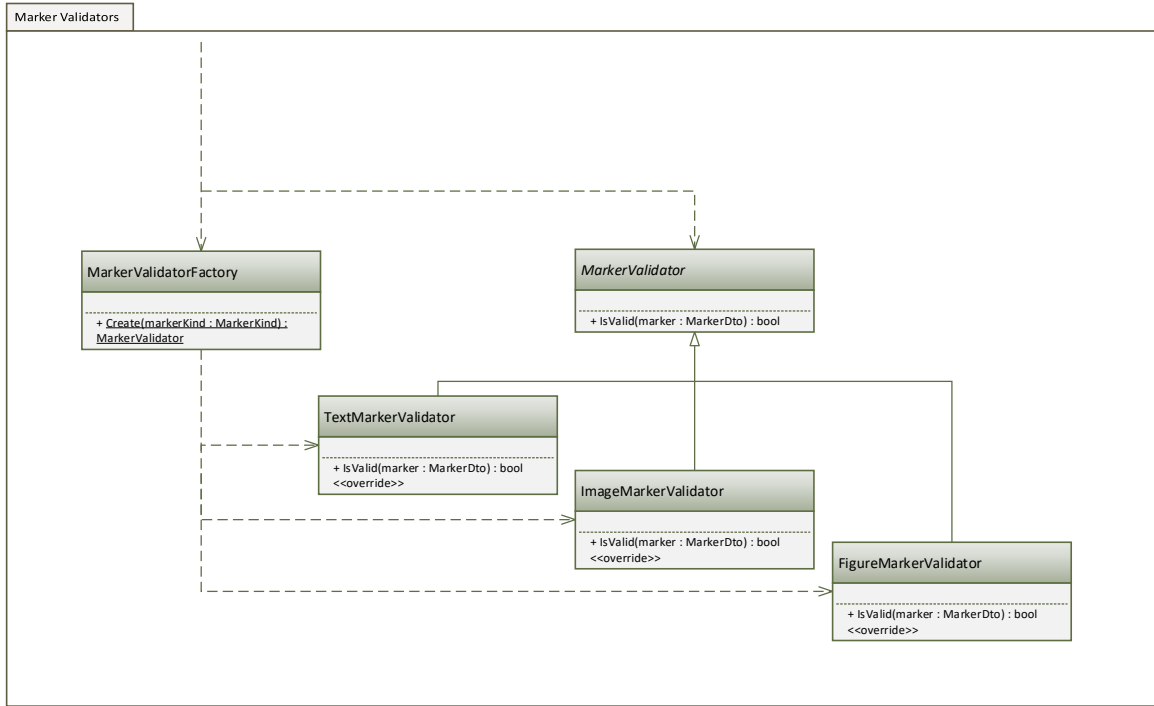 Marker Validators
MarkerValidatorFactory
+ Create(markerKind : MarkerKind) :
MarkerValidator
MarkerValidator
+ IsValid(marker : MarkerDto) : bool
TextMarkerValidator
+ IsValid(marker : MarkerDto) : bool
<<override>>
ImageMarkerValidator
+ IsValid(marker : MarkerDto) : bool
<<override>>
FigureMarkerValidator
+ IsValid(marker : MarkerDto) : bool
<<override>>